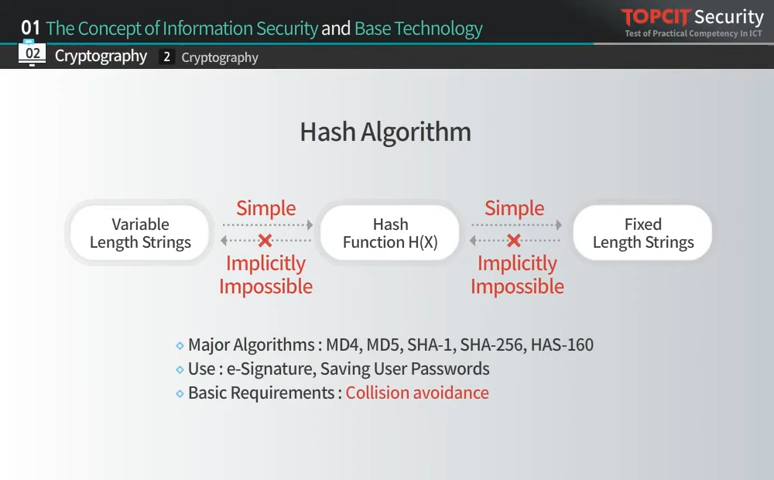 01 The Concept of Information Security and Base Technology
TOPCIT Security
Test of Practical Competency In ICT
02 Cryptography 2 Cryptography
Hash Algorithm
Variable
Length Strings
Simple
Implicitly
Impossible
Hash
Function H(X)
Simple
Implicitly
Impossible
Fixed
Length Strings
Major Algorithms : MD4, MD5, SHA-1, SHA-256, HAS-160
Use : e-Signature, Saving User Passwords
Basic Requirements : Collision avoidance